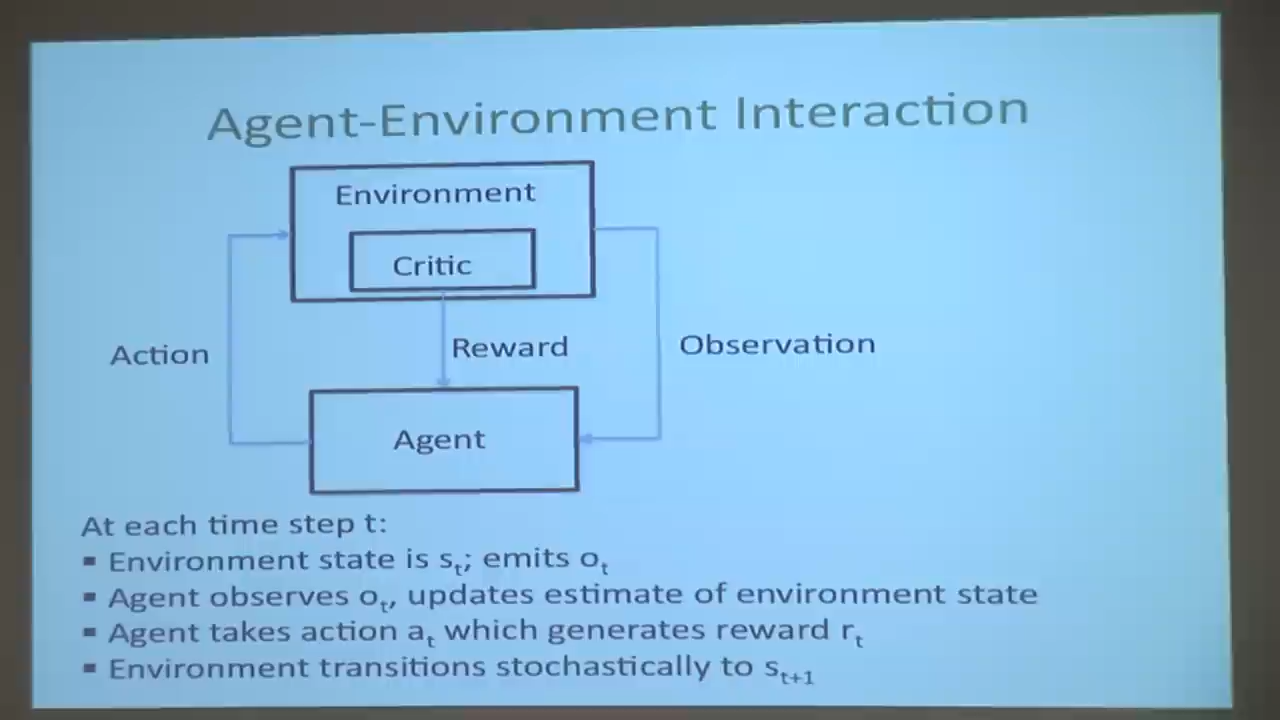 Agent-Environment Interaction
Environment
Critic
Action
Reward
Observation
Agent
At each time step t:
▪ Environment state is sₜ; emits oₜ
▪ Agent observes oₜ, updates estimate of environment state
▪ Agent takes action aₜ which generates reward rₜ
▪ Environment transitions stochastically to sₜ₊₁